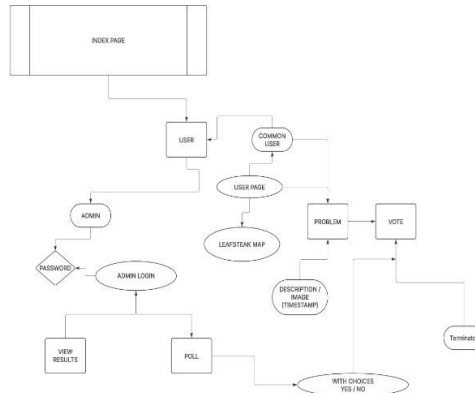 INDEX PAGE
USER
COMMON
USER
USER PAGE
ADMIN
PROBLEM
VOTE
LEAFSTEAK MAP
PASSWORD
ADMIN LOGIN
DESCRIPTION /
IMAGE
(TIMESTAMP)
VIEW
RESULTS
POLL
Tarminator
WITH CHOICES
YES / NO